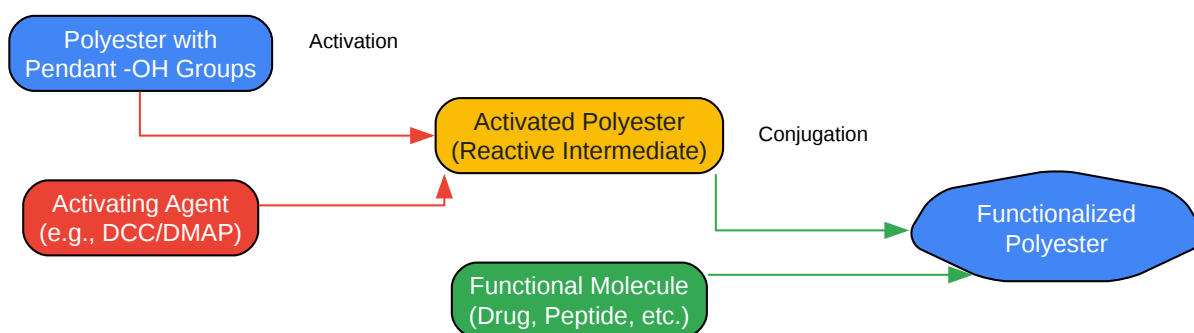 Polyester with
Pendant -OH Groups
Activation
Activated Polyester
(Reactive Intermediate)
Conjugation
Activating Agent
(e.g., DCC/DMAP)
Functionalized
Polyester
Functional Molecule
(Drug, Peptide, etc.)